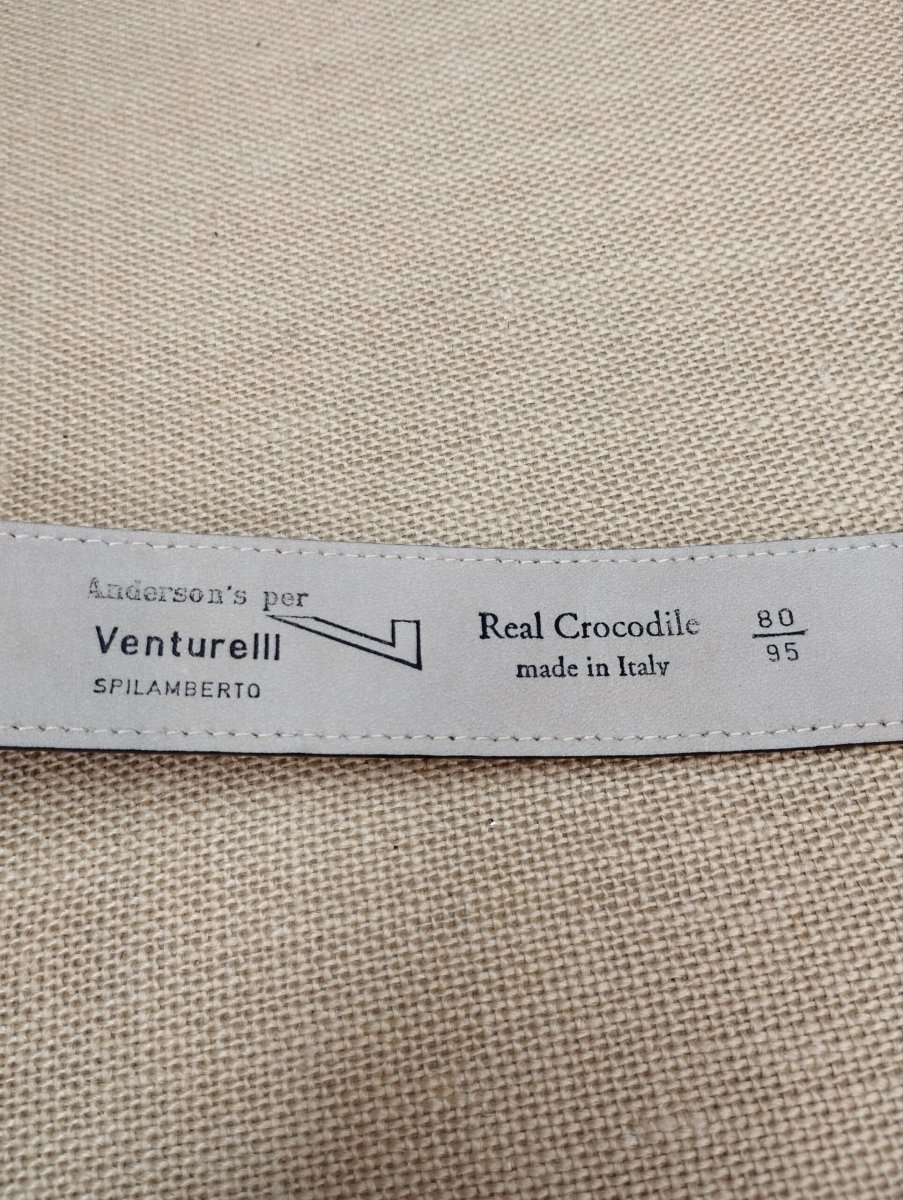 Anderson's per
Venturelli
SPILAMBERTO
Real Crocodile
made in Italy
80
95